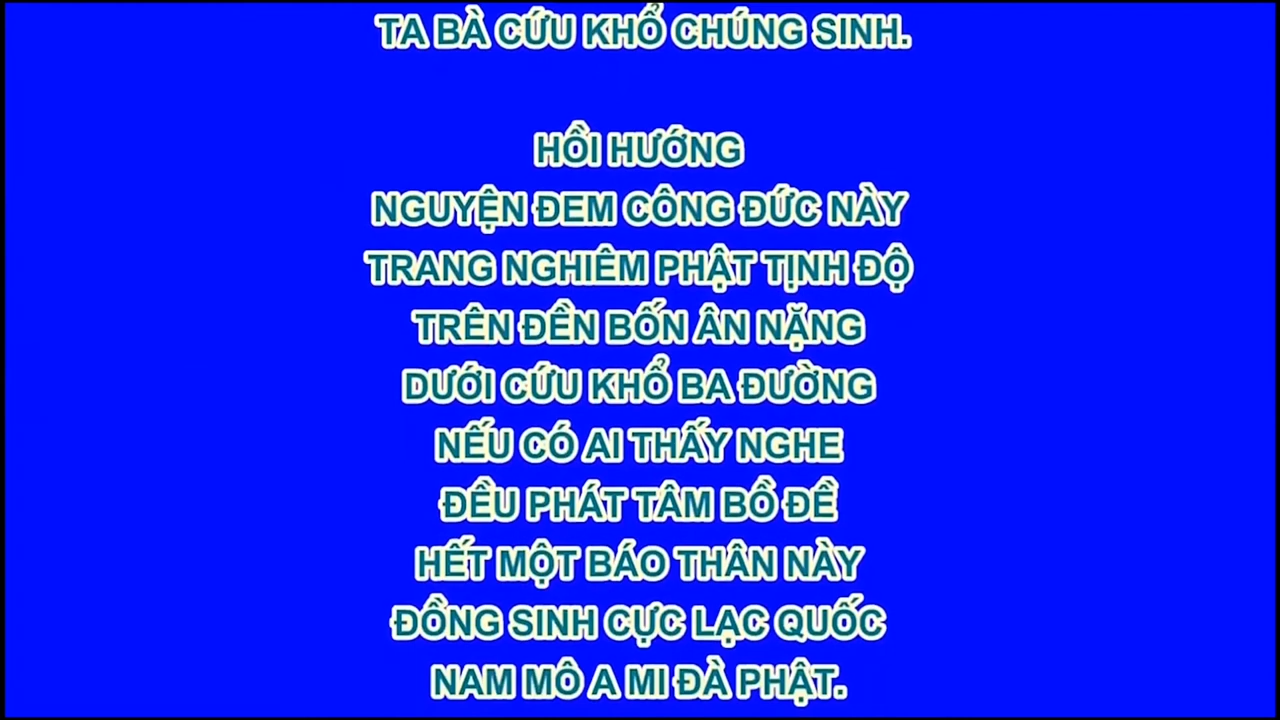 TA BÀ CỨU KHỔ CHÚNG SINH.
HỒI HƯỚNG
NGUYỆN ĐEM CÔNG ĐỨC NÀY
TRANG NGHIÊM PHẬT TỊNH ĐỘ
TRÊN ĐỀN BỐN ÂN NẶNG
DƯỚI CỨU KHỔ BA ĐƯỜNG
NẾU CÓ AI THẤY NGHE
ĐỀU PHÁT TÂM BỒ ĐỀ
HẾT MỘT BÁO THÂN NÀY
ĐỒNG SINH CỰC LẠC QUỐC
NAM MÔ A MI ĐÀ PHẬT.